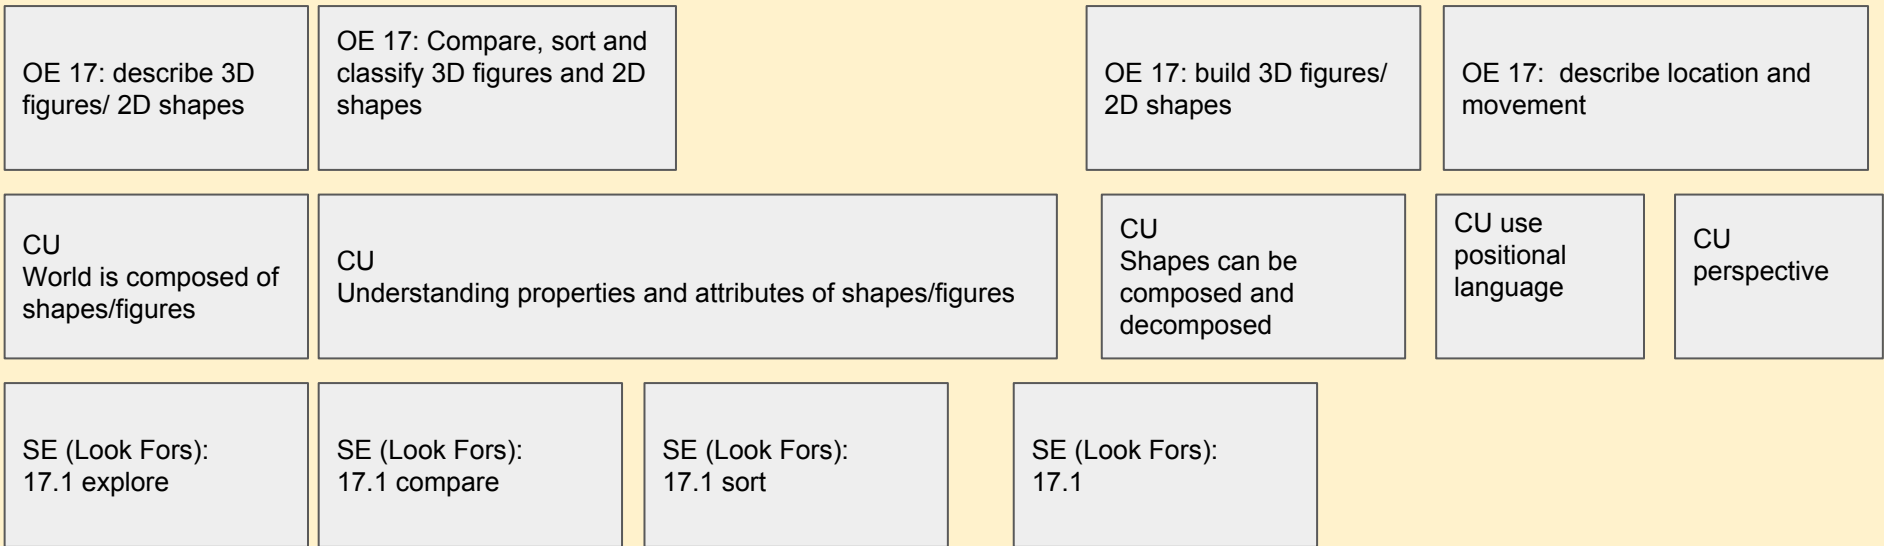 OE 17: describe 3D
figures/ 2D shapes
OE 17: Compare, sort and
classify 3D figures and 2D
shapes
OE 17: build 3D figures/
2D shapes
OE 17:  describe location and
movement
CU
World is composed of
shapes/figures
CU
Understanding properties and attributes of shapes/figures
CU
Shapes can be
composed and
decomposed
CU use
positional
language
CU
perspective
SE (Look Fors):
17.1 explore
SE (Look Fors):
17.1 compare
SE (Look Fors):
17.1 sort
SE (Look Fors):
17.1